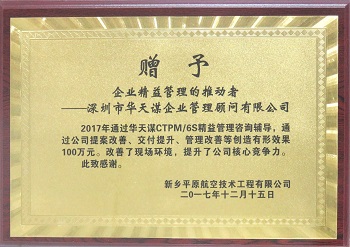 赠予
企业精益管理的推动者
——深圳市华天谋企业管理顾问有限公司
2017年通过华天谋CTPM/6S精益管理咨询辅导，通
过公司提案改善、交付提升、管理改善等创造有形效果
100万元。改善了现场环境，提升了公司核心竞争力。
此致感谢。
新乡平原航空技术工程有限公司
二0一七年十二月十五日